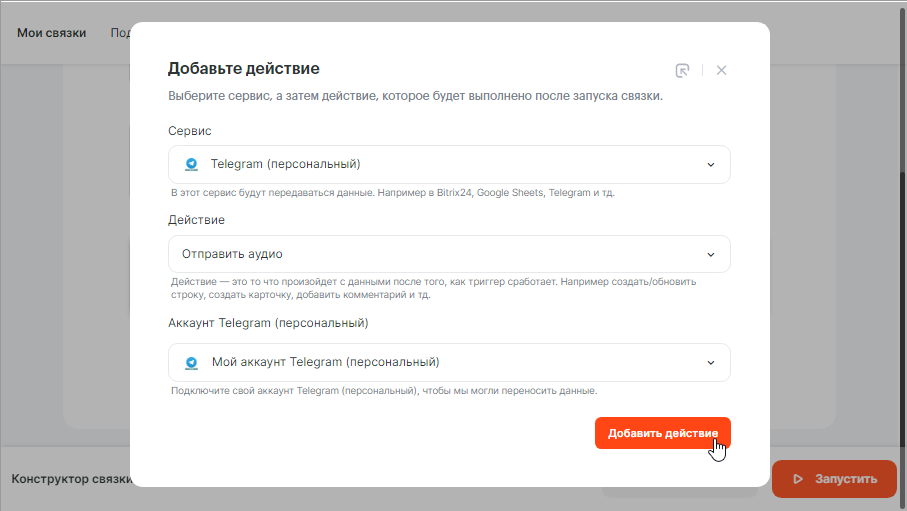 Мои связки
Под
Добавьте действие
Выберите сервис, а затем действие, которое будет выполнено после запуска связки.
Сервис
Telegram (персональный)
В этот сервис будут передаваться данные. Например в Bitrix24, Google Sheets, Telegram и тд.
Действие
Отправить аудио
Действие — это то что произойдет с данными после того, как триггер сработает. Например создать/обновить
строку, создать карточку, добавить комментарий и тд.
Аккаунт Telegram (персональный)
Мой аккаунт Telegram (персональный)
Подключите свой аккаунт Telegram (персональный), чтобы мы могли переносить данные.
Добавить действие
Конструктор связки
Запустить